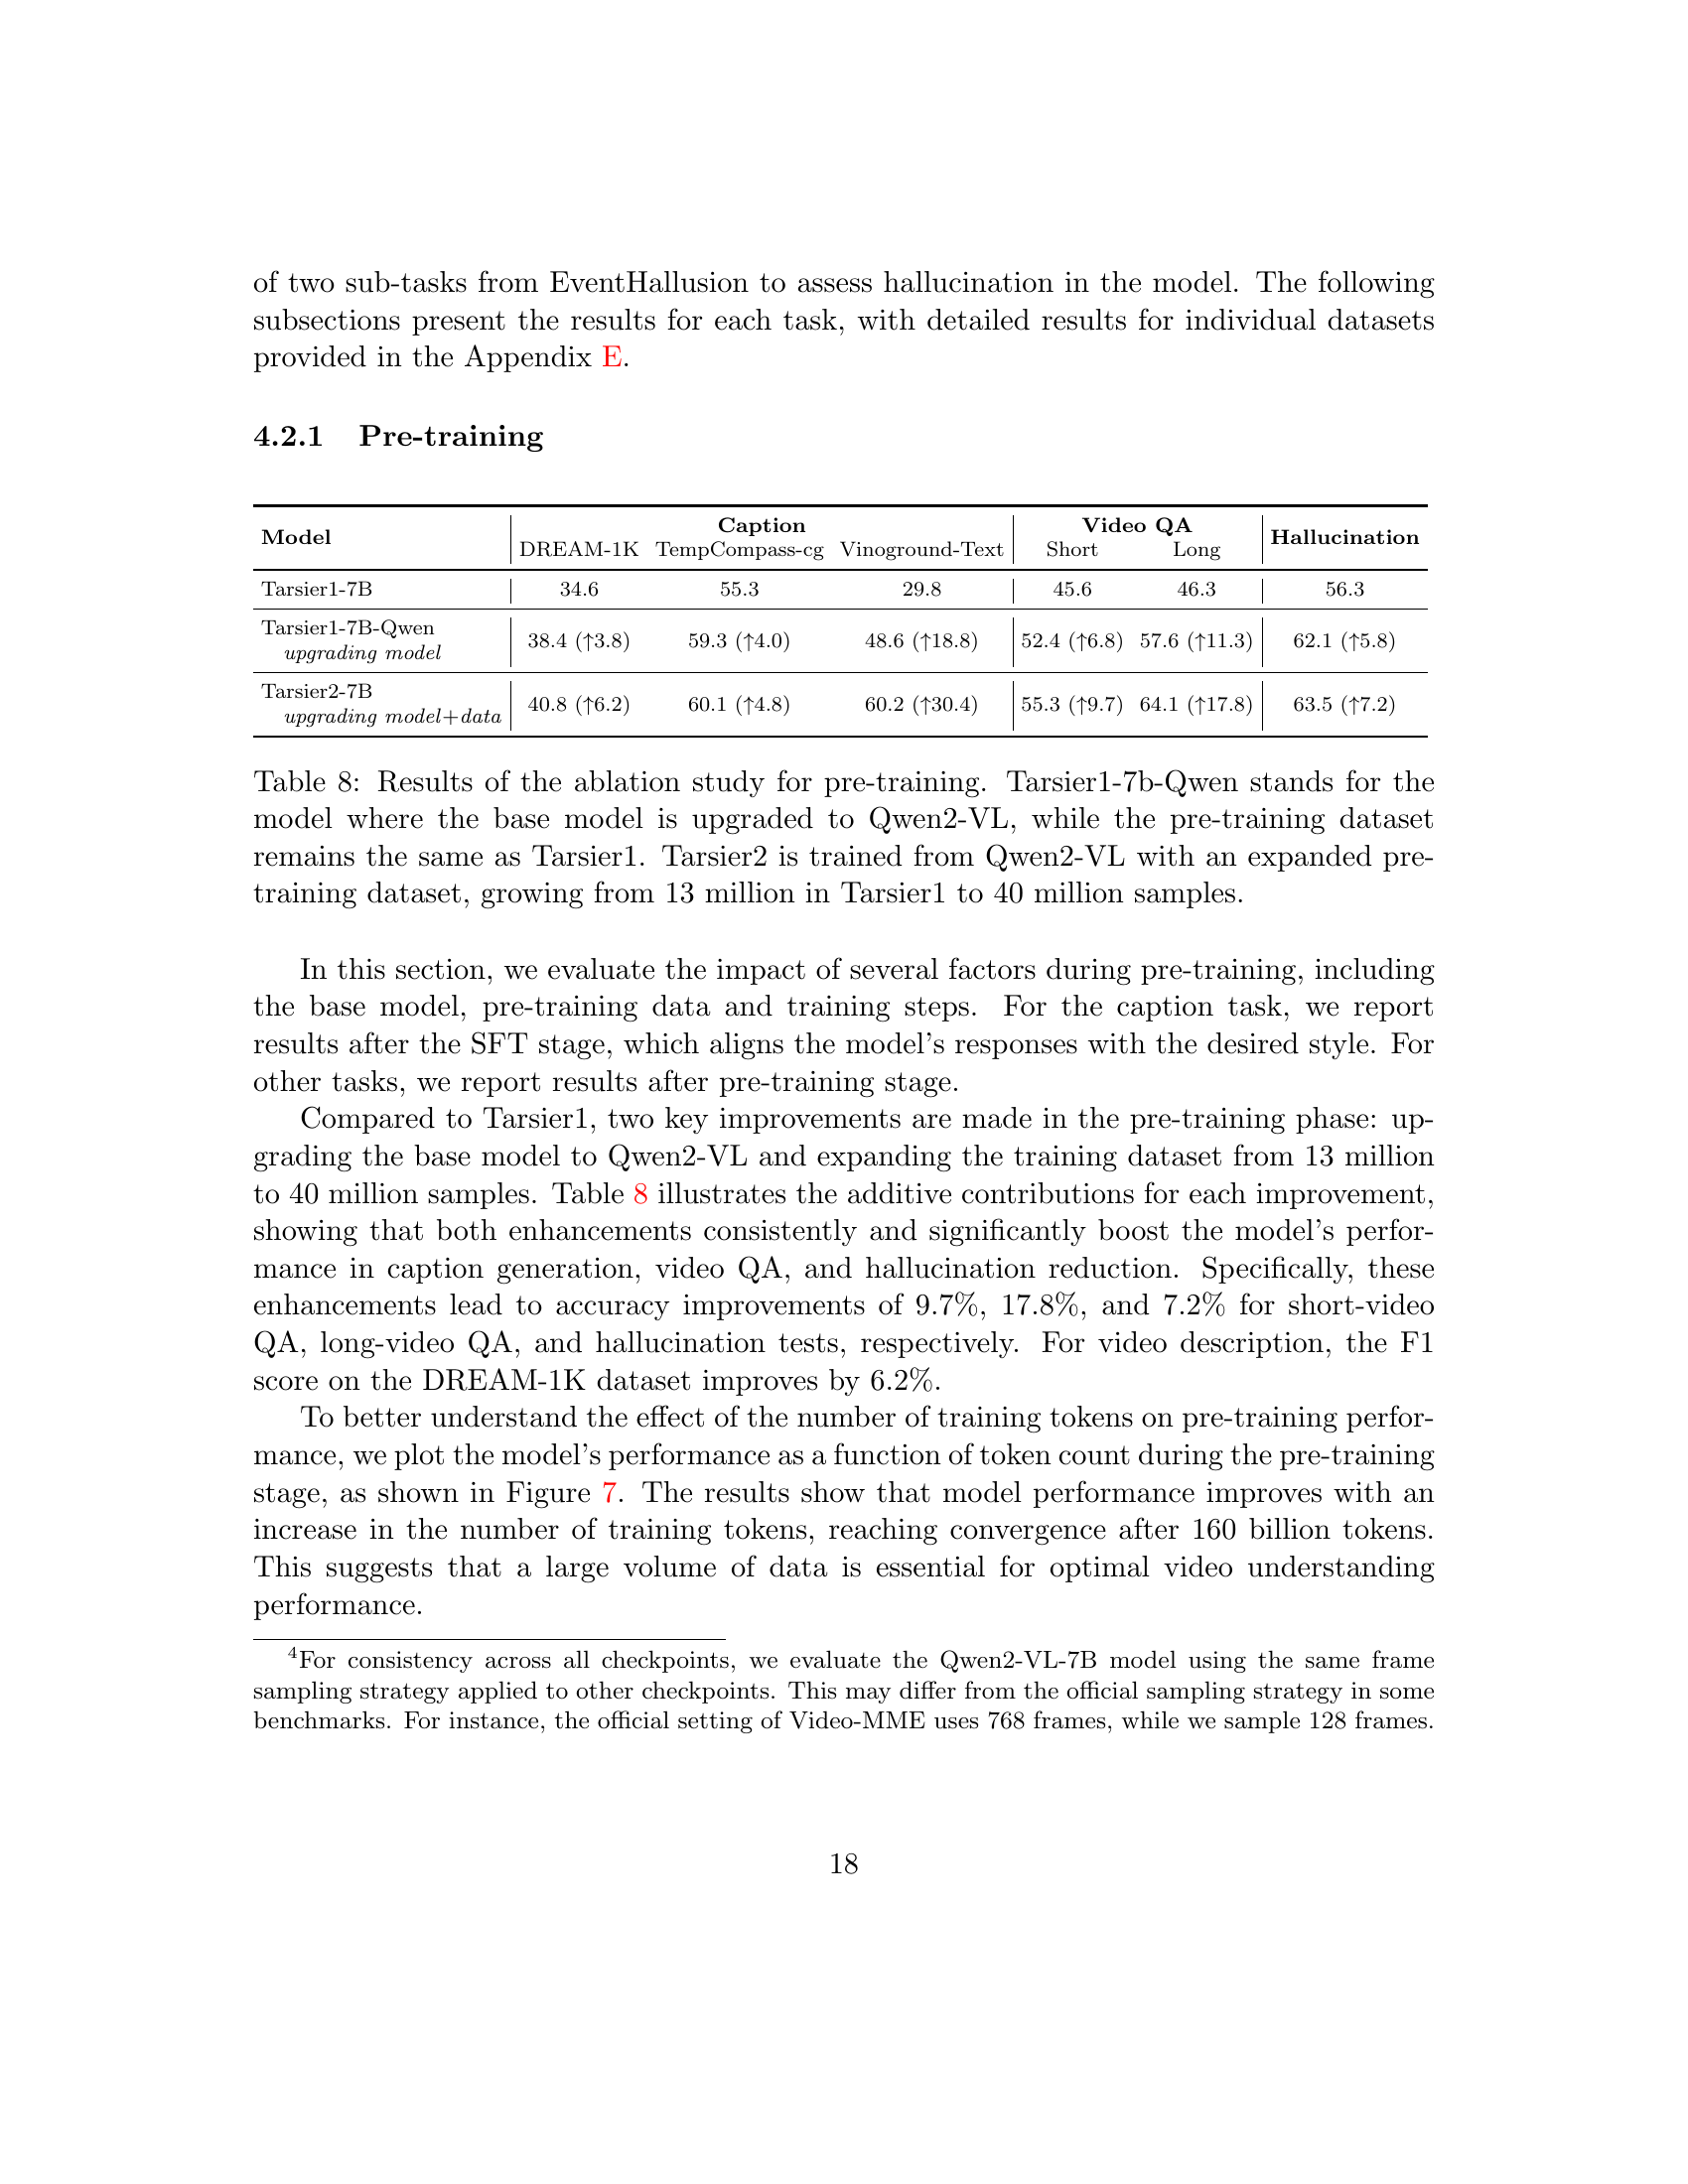 of two sub-tasks from EventHallusion to assess hallucination in the model. The following
subsections present the results for each task, with detailed results for individual datasets
provided in the Appendix E.
4.2.1 Pre-training
Model Caption Video QA Hallucination
DREAM-1K TempCompass-cg Vinoground-Text Short Long
Tarsier1-7B 34.6 55.3 29.8 45.6 46.3 56.3
Tarsier1-7B-Qwen
upgrading model 38.4 (↑3.8) 59.3 (↑4.0) 48.6 (↑18.8) 52.4 (↑6.8) 57.6 (↑11.3) 62.1 (↑5.8)
Tarsier2-7B
upgrading model+data 40.8 (↑6.2) 60.1 (↑4.8) 60.2 (↑30.4) 55.3 (↑9.7) 64.1 (↑17.8) 63.5 (↑7.2)
Table 8: Results of the ablation study for pre-training. Tarsier1-7b-Qwen stands for the
model where the base model is upgraded to Qwen2-VL, while the pre-training dataset
remains the same as Tarsier1. Tarsier2 is trained from Qwen2-VL with an expanded pre-
training dataset, growing from 13 million in Tarsier1 to 40 million samples.
In this section, we evaluate the impact of several factors during pre-training, including
the base model, pre-training data and training steps. For the caption task, we report
results after the SFT stage, which aligns the model's responses with the desired style. For
other tasks, we report results after pre-training stage.
Compared to Tarsier1, two key improvements are made in the pre-training phase: up-
grading the base model to Qwen2-VL and expanding the training dataset from 13 million
to 40 million samples. Table 8 illustrates the additive contributions for each improvement,
showing that both enhancements consistently and significantly boost the model's perfor-
mance in caption generation, video QA, and hallucination reduction. Specifically, these
enhancements lead to accuracy improvements of 9.7%, 17.8%, and 7.2% for short-video
QA, long-video QA, and hallucination tests, respectively. For video description, the F1
score on the DREAM-1K dataset improves by 6.2%.
To better understand the effect of the number of training tokens on pre-training perfor-
mance, we plot the model's performance as a function of token count during the pre-training
stage, as shown in Figure 7. The results show that model performance improves with an
increase in the number of training tokens, reaching convergence after 160 billion tokens.
This suggests that a large volume of data is essential for optimal video understanding
performance.
4For consistency across all checkpoints, we evaluate the Qwen2-VL-7B model using the same frame
sampling strategy applied to other checkpoints. This may differ from the official sampling strategy in some
benchmarks. For instance, the official setting of Video-MME uses 768 frames, while we sample 128 frames.
18